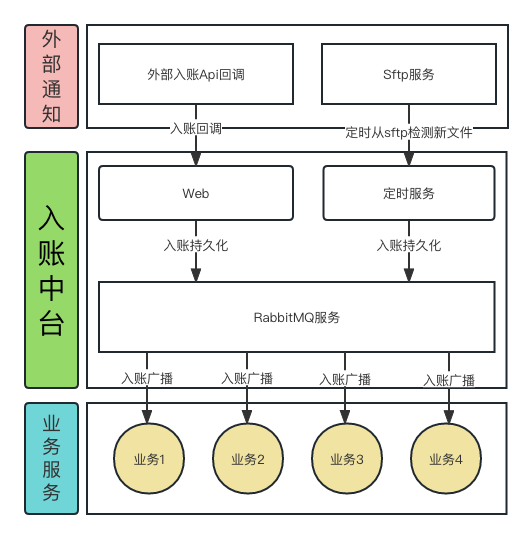 外部通知
外部入账Api回调
Sftp服务
入账回调
定时从sftp检测新文件
入账中台
Web
定时服务
入账持久化
入账持久化
RabbitMQ服务
入账广播
入账广播
入账广播
入账广播
业务服务
业务1
业务2
业务3
业务4